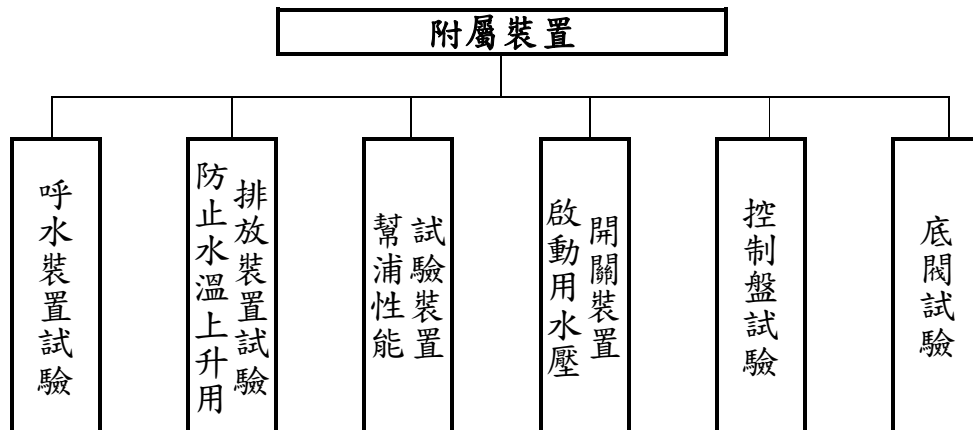 附屬裝置
呼水裝置試驗
防止水溫上升用
排放裝置試驗
幫浦性能
試驗裝置
啟動用水壓
開關裝置
控制盤試驗
底閥試驗